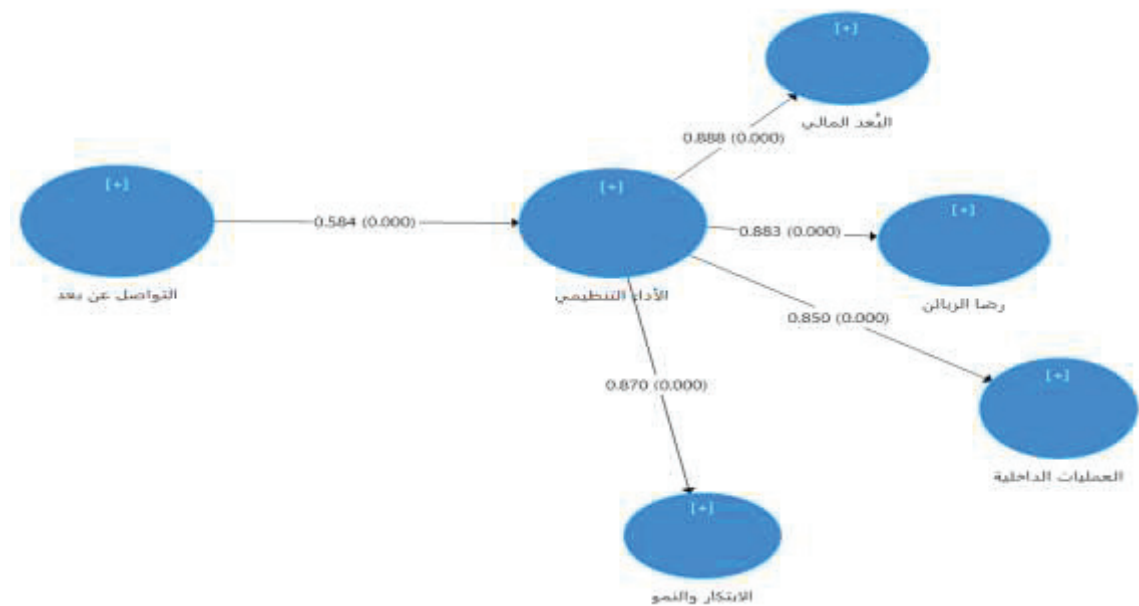 [+]
البُعد المالي
0.888 (0.000)
[+]
التواصل عن بعد
0.584 (0.000)
[+]
الأداء التنظيمي
0.883 (0.000)
[+]
رضا الزبائن
0.850 (0.000)
[+]
العمليات الداخلية
0.870 (0.000)
[+]
الابتكار والنمو